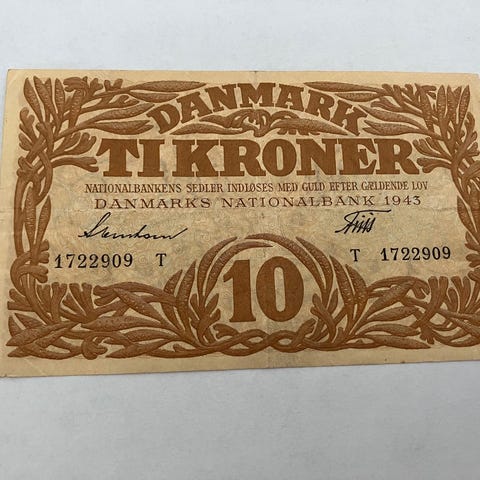 DANMARK
TI KRONER
NATIONALBANKENS SEDLER INDLØSES MED GULD EFTER GÆLDENDE LOV
DANMARKS NATIONALBANK 1943
1722909 T T 1722909
10